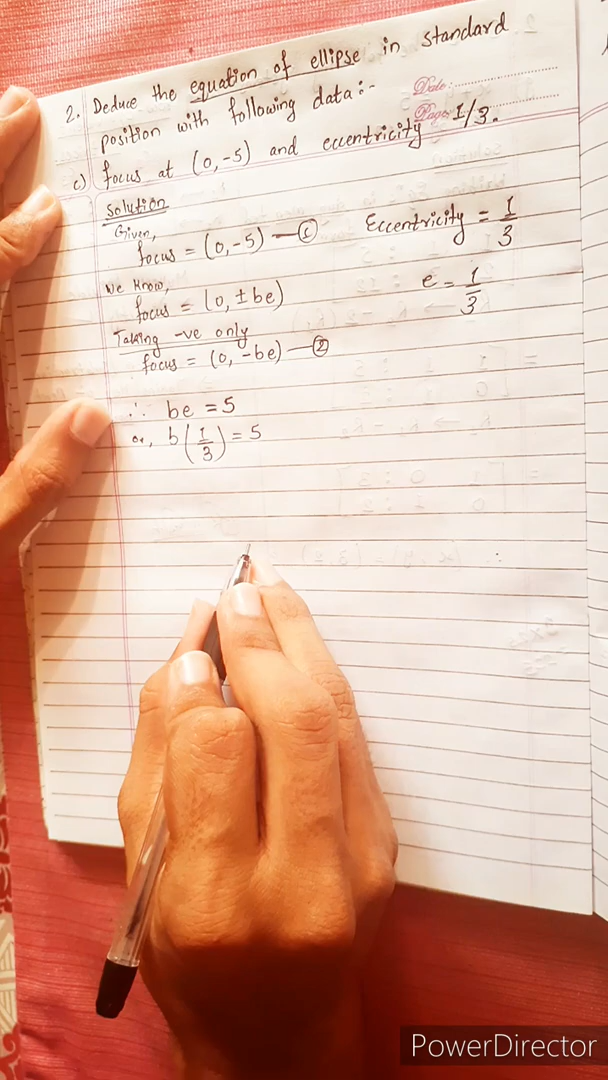 2. Deduce the equation of ellipse in standard
position with following data:-
Date:
Page:
c) focus at (0,-5) and eccentricity 1/3.
Solution
Given,
focus = (0,-5) —①
Eccentricity = 1/3
We know,
focus = (0, ±be)
e = 1/3
Taking -ve only
focus = (0, -be) —②
∴ be = 5
or, b(1/3) = 5
PowerDirector